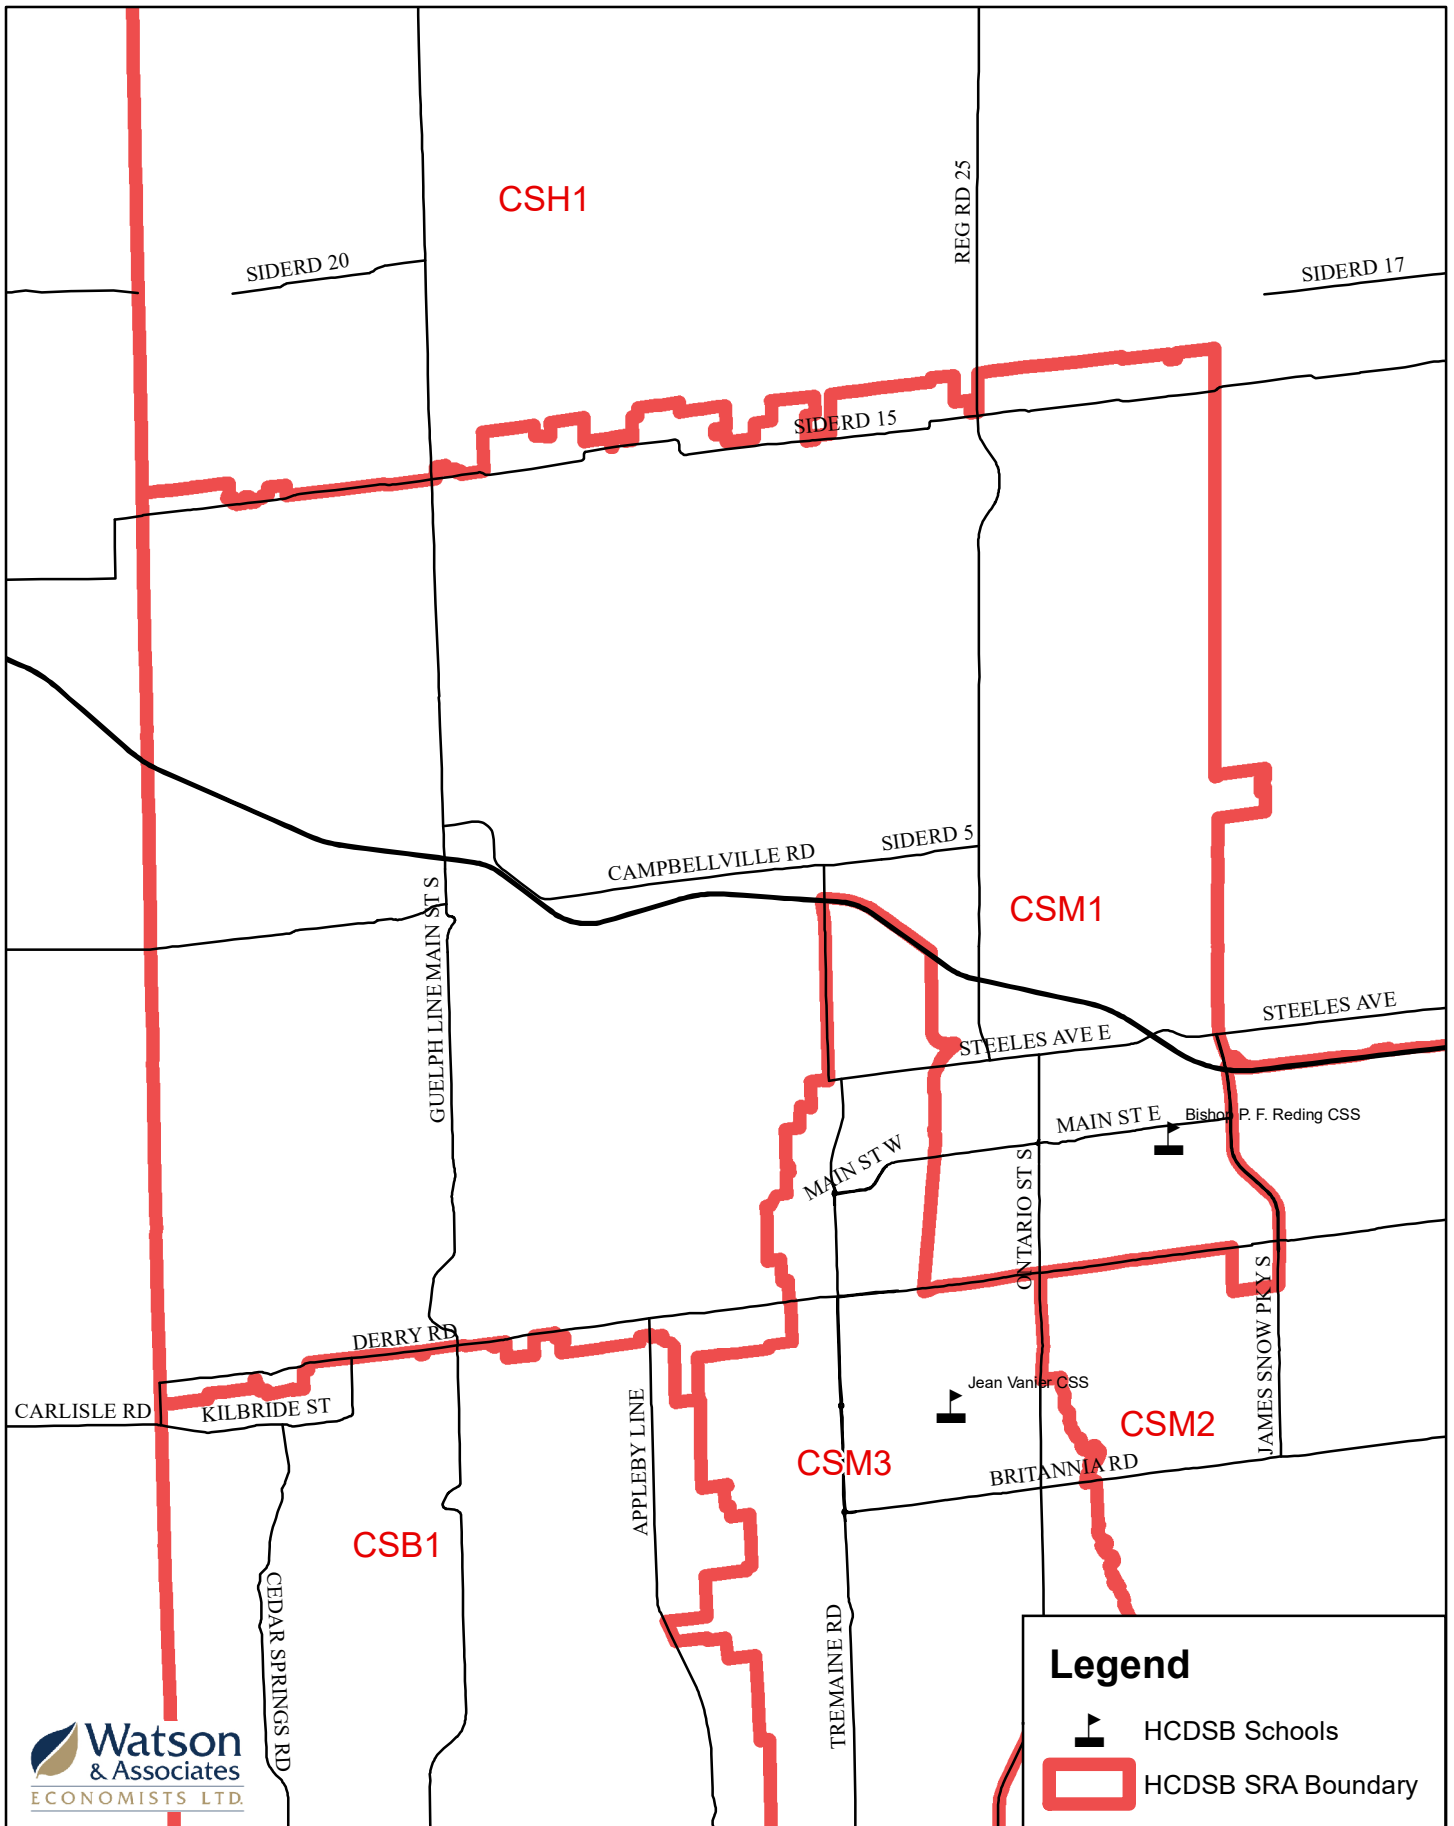 CSH1
REG RD 25
SIDERD 20
SIDERD 17
SIDERD 15
SIDERD 5
CAMPBELLVILLE RD
GUELPH LINE MAIN ST S
CSM1
STEELES AVE
STEELES AVE E
MAIN ST E
Bishop P. F. Reding CSS
MAIN ST W
ONTARIO ST S
JAMES SNOW PKY S
DERRY RD
CARLISLE RD
KILBRIDE ST
Jean Vanier CSS
APPLEBY LINE
CSM3
CSM2
BRITANNIA RD
CSB1
CEDAR SPRINGS RD
TREMAINE RD
Legend
HCDSB Schools
HCDSB SRA Boundary
Watson
& Associates
ECONOMISTS LTD.